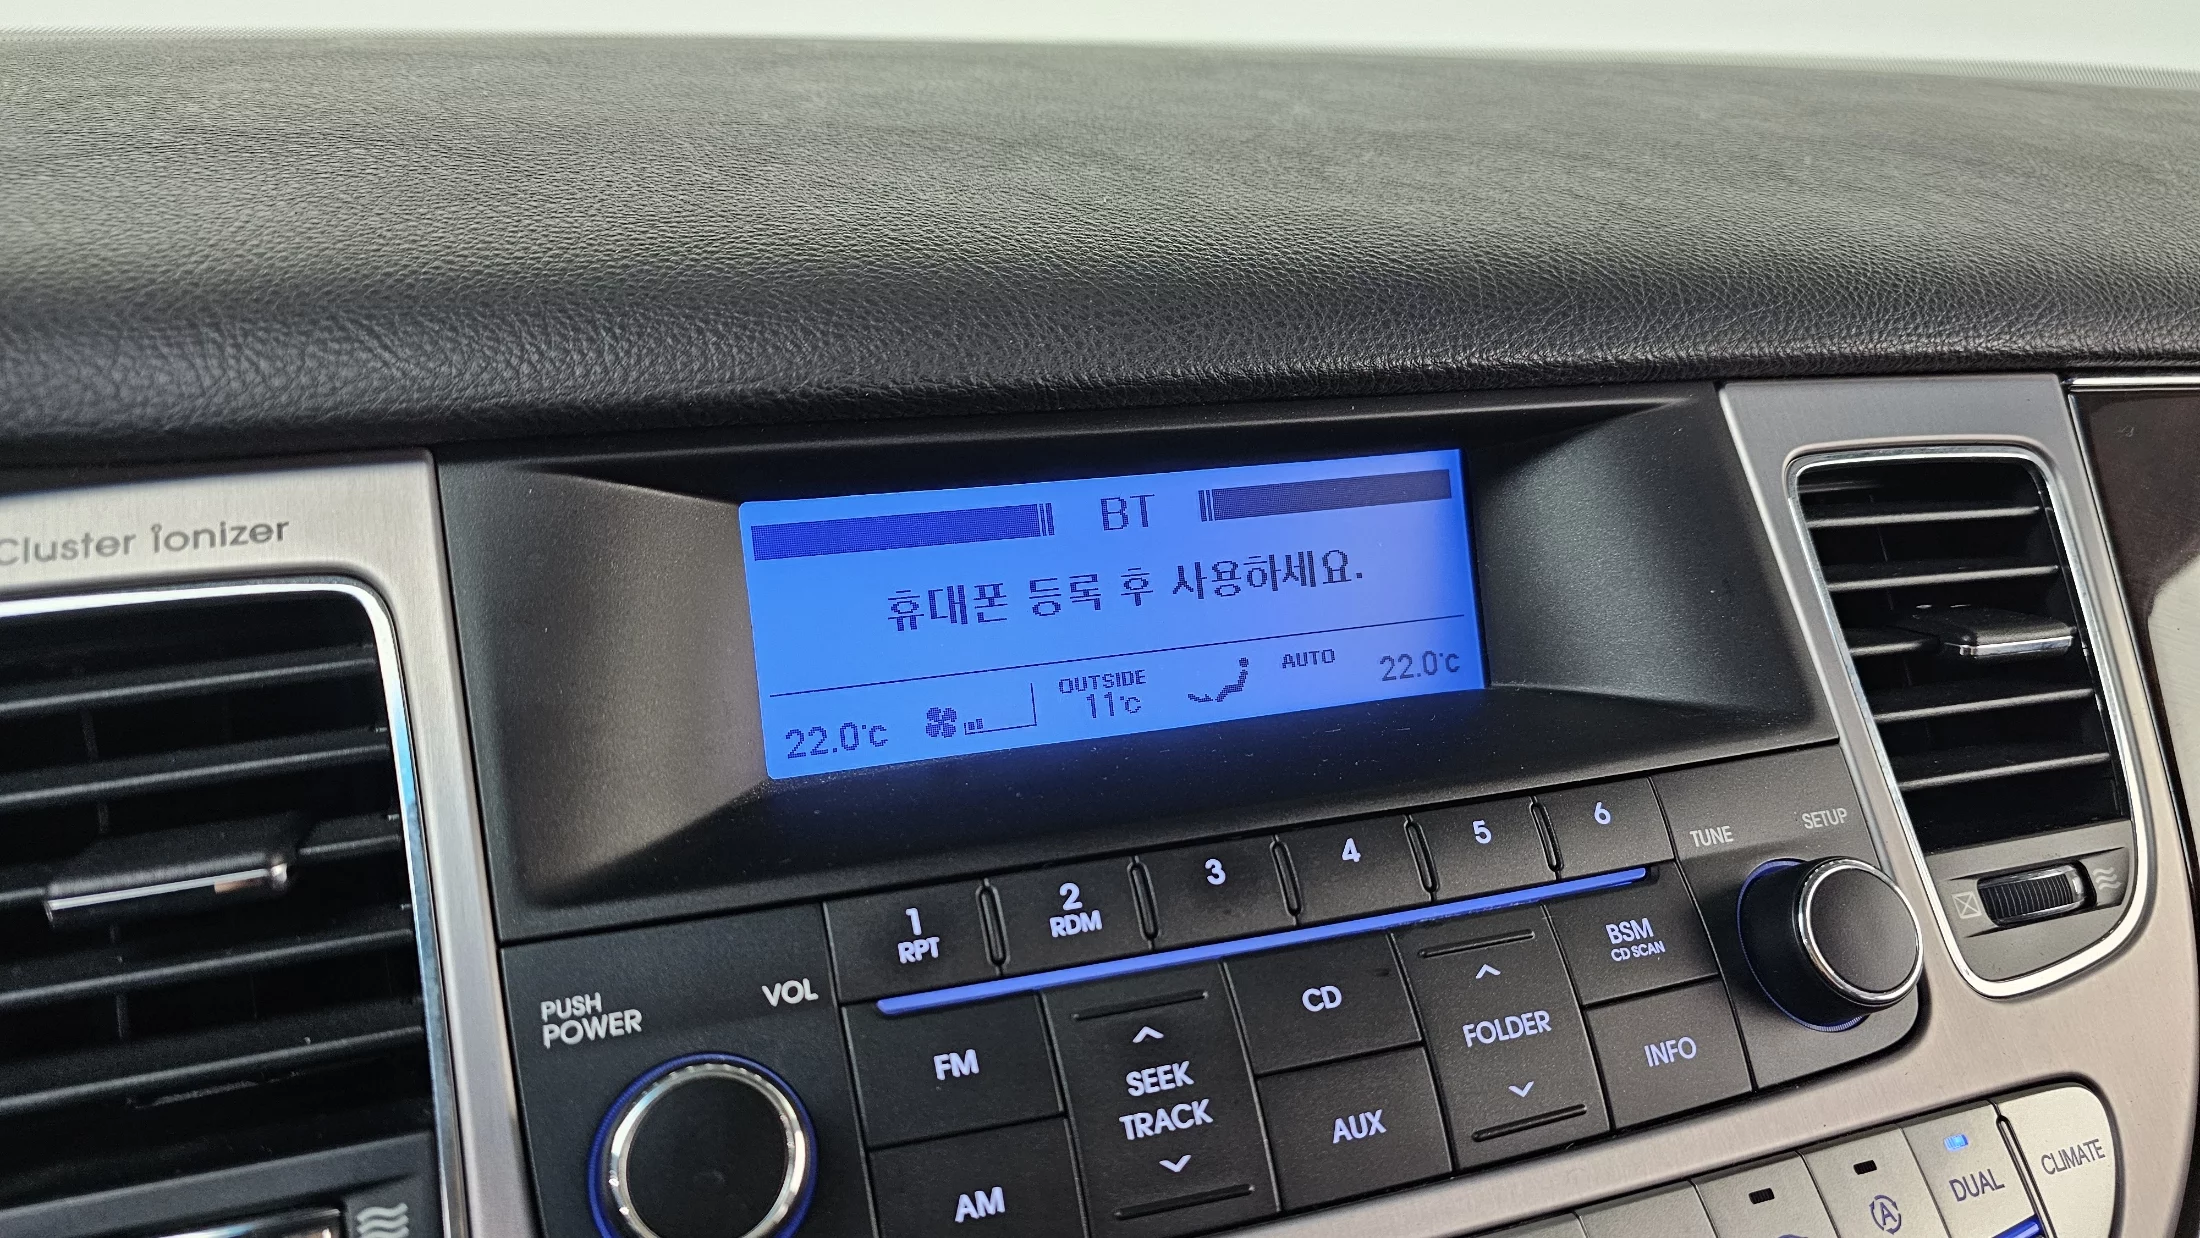 Cluster ionizer
BT
휴대폰 등록 후 사용하세요.
22.0°c
OUTSIDE
11°c
AUTO
22.0°c
1
RPT
2
RDM
3
4
5
6
TUNE
SETUP
PUSH
POWER
VOL
FM
SEEK
TRACK
CD
FOLDER
BSM
CD SCAN
AM
AUX
INFO
A
DUAL
CLIMATE